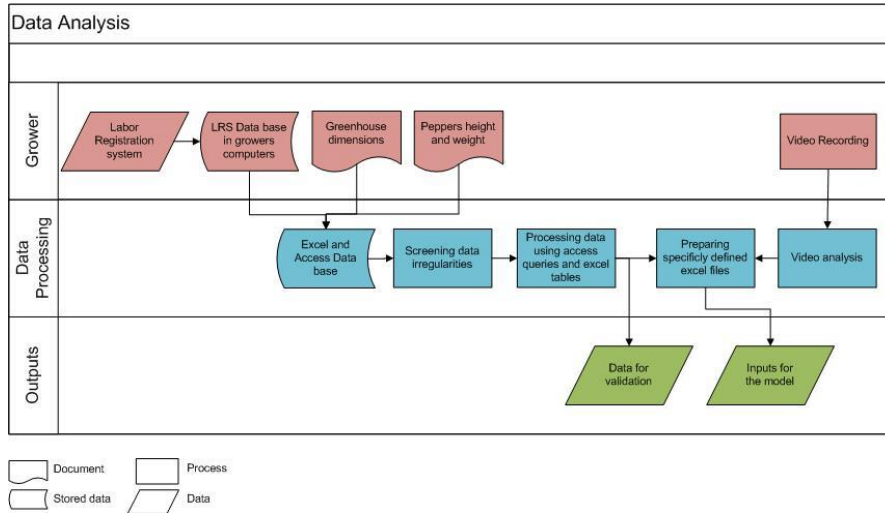 Data Analysis
Grower
Labor
Registration
system
LRS Data base
in growers
computers
Greenhouse
dimensions
Peppers height
and weight
Video Recording
Data
Processing
Excel and
Access Data
base
Screening data
irregularities
Processing data
using access
queries and excel
tables
Preparing
specificly defined
excel files
Video analysis
Outputs
Data for
validation
Inputs for
the model
Document
Process
Stored data
Data